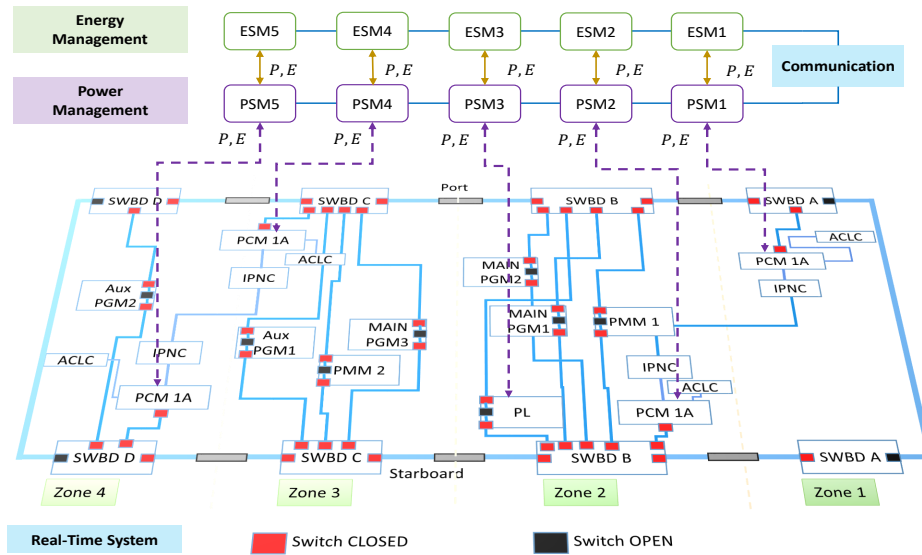 Energy
Management
ESM5
ESM4
ESM3
ESM2
ESM1
P, E
P, E
P, E
P, E
P, E
Communication
Power
Management
PSM5
PSM4
PSM3
PSM2
PSM1
P, E
P, E
P, E
P, E
P, E
Port
SWBD D
SWBD C
SWBD B
SWBD A
PCM 1A
ACLC
IPNC
ACLC
PCM 1A
IPNC
MAIN
PGM2
Aux
PGM2
MAIN
PGM1
PMM 1
Aux
PGM1
MAIN
PGM3
ACLC
IPNC
PMM 2
IPNC
ACLC
PCM 1A
PL
PCM 1A
SWBD D
SWBD C
SWBD B
SWBD A
Starboard
Zone 4
Zone 3
Zone 2
Zone 1
Real-Time System
Switch CLOSED
Switch OPEN